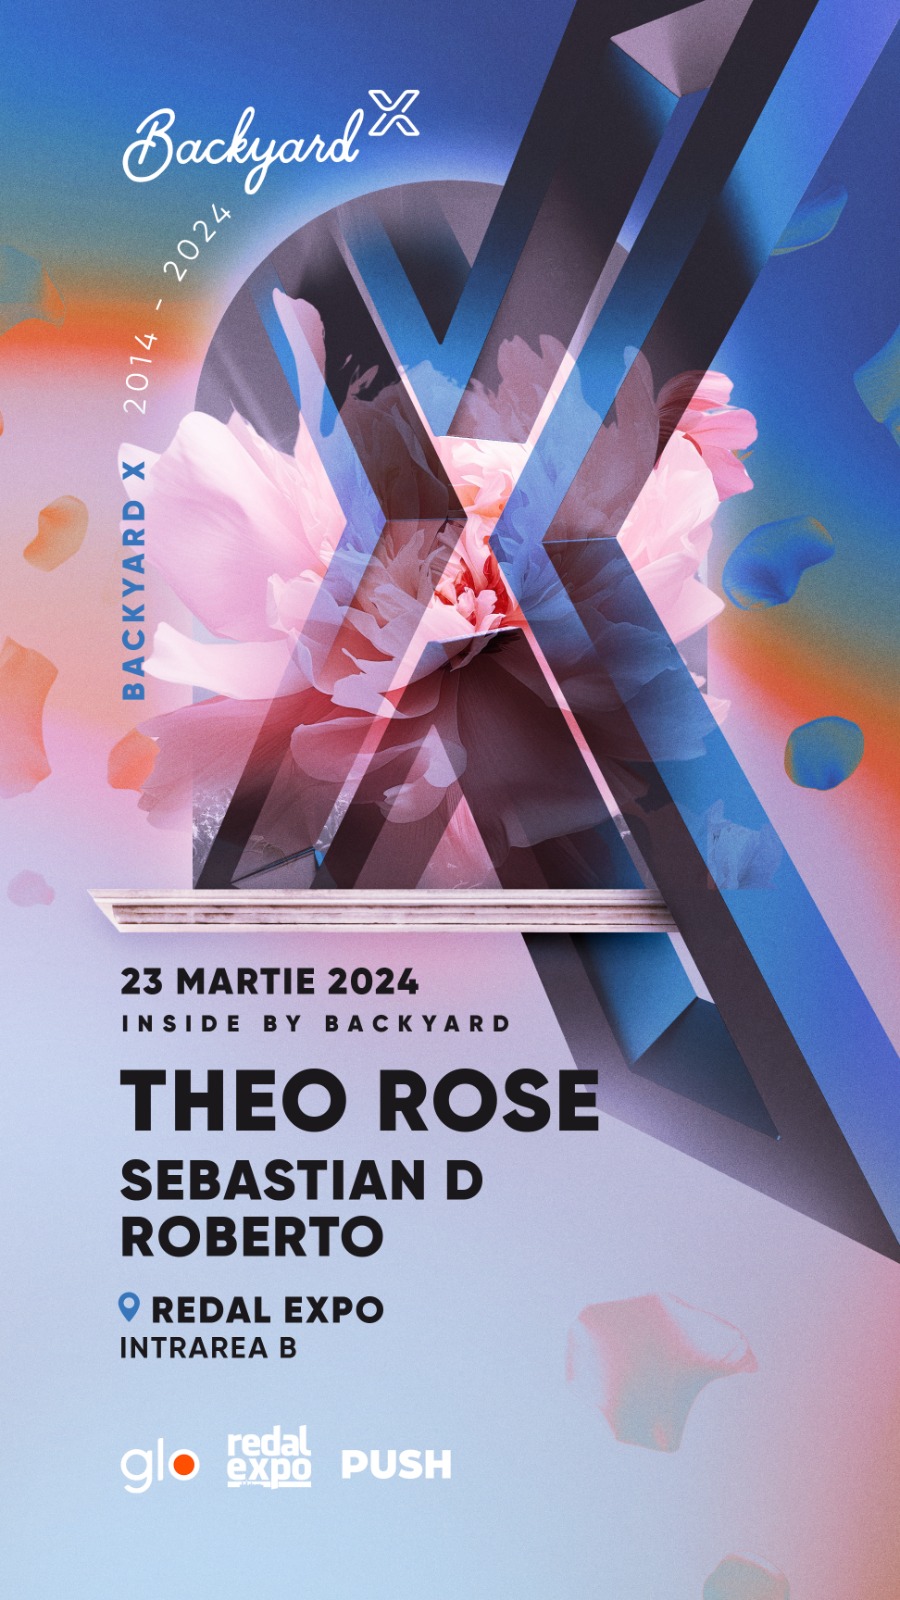 Backyard X
2014 - 2024
BACKYARD X
23 MARTIE 2024
INSIDE BY BACKYARD
THEO ROSE
SEBASTIAN D
ROBERTO
REDAL EXPO
INTRAREA B
glo
redal
expo
PUSH